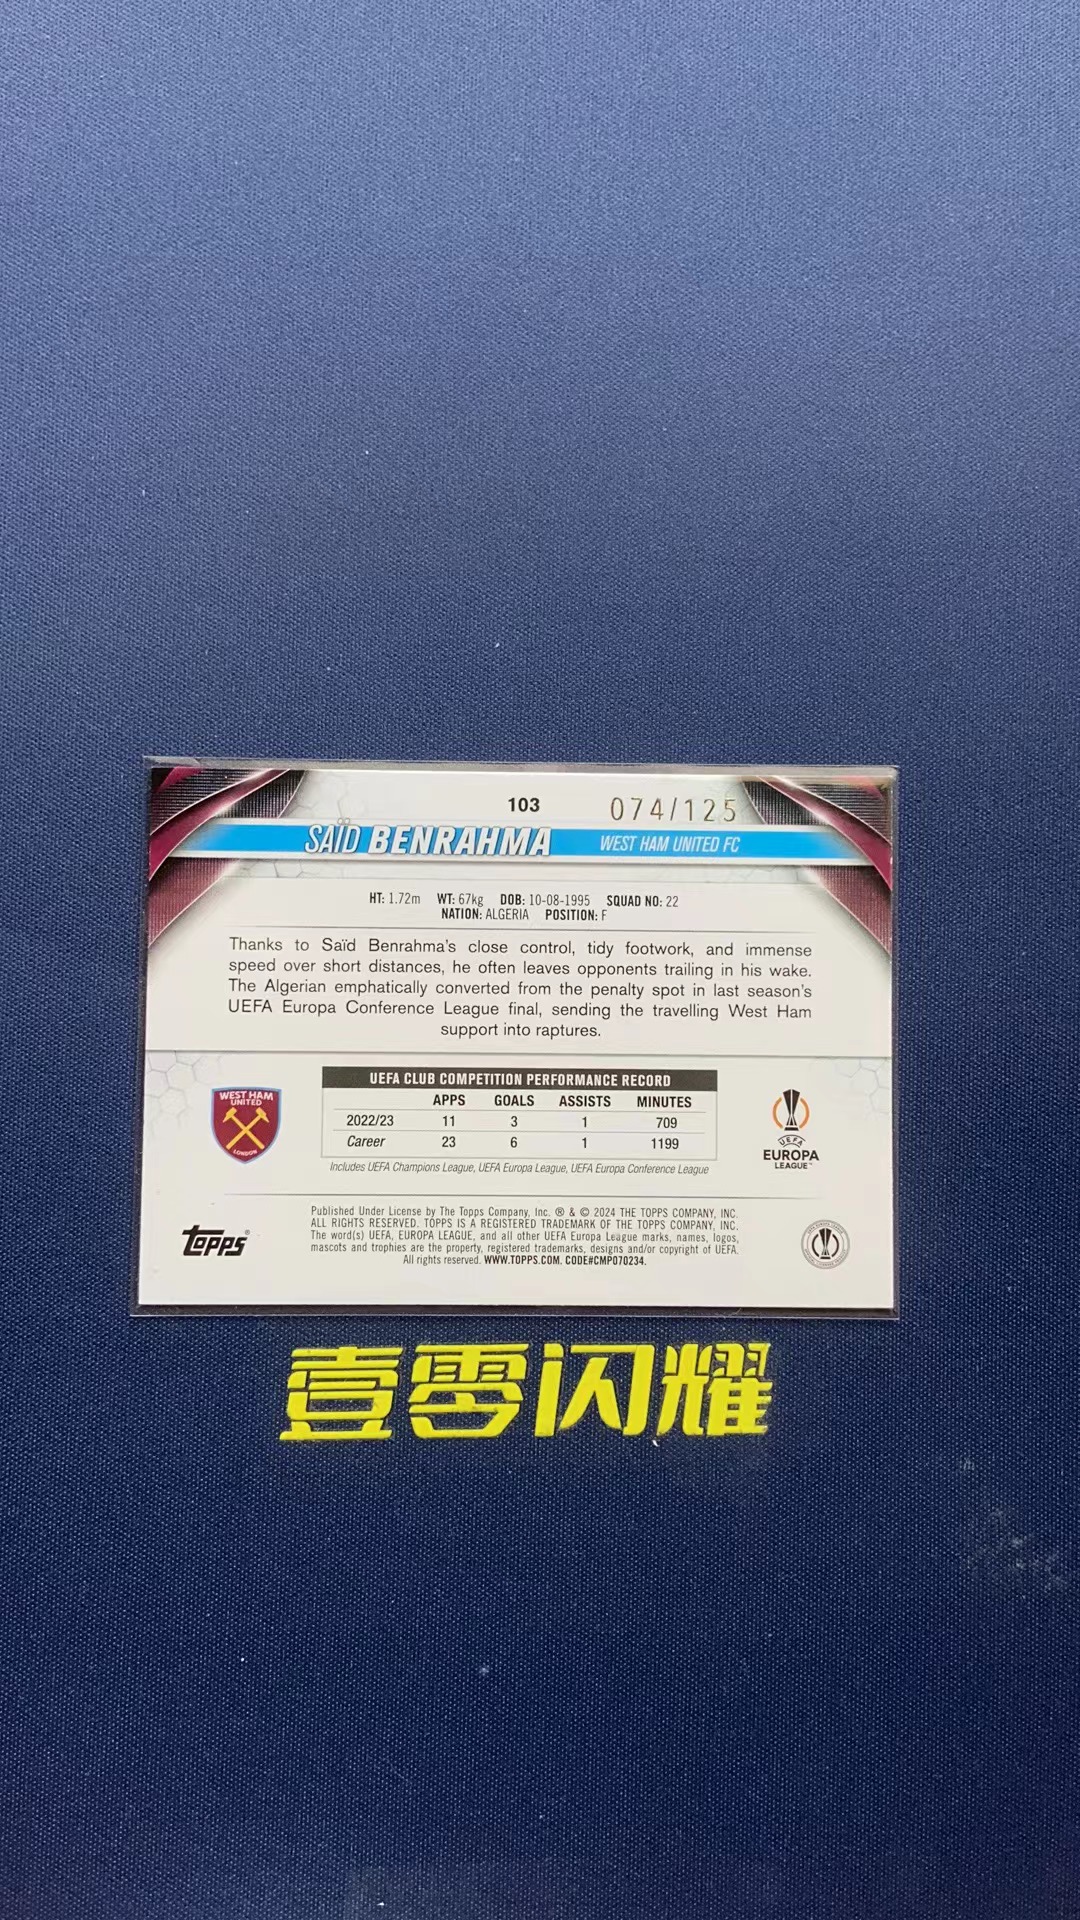 103
074/125
SAÏD BENRAHMA
WEST HAM UNITED FC
HT: 1.72m WT: 67kg DOB: 10-08-1995 SQUAD NO: 22
NATION: ALGERIA POSITION: F
Thanks to Saïd Benrahma's close control, tidy footwork, and immense
speed over short distances, he often leaves opponents trailing in his wake.
The Algerian emphatically converted from the penalty spot in last season's
UEFA Europa Conference League final, sending the travelling West Ham
support into raptures.
WEST HAM
UNITED
LONDON
UEFA CLUB COMPETITION PERFORMANCE RECORD
APPS GOALS ASSISTS MINUTES
2022/23 11 3 1 709
Career 23 6 1 1199
Includes UEFA Champions League, UEFA Europa League, UEFA Europa Conference League
UEFA
EUROPA
LEAGUE™
Topps®
Published Under License by The Topps Company, Inc. ® & © 2024 THE TOPPS COMPANY, INC.
ALL RIGHTS RESERVED. TOPPS IS A REGISTERED TRADEMARK OF THE TOPPS COMPANY, INC.
The word(s) UEFA, EUROPA LEAGUE, and all other UEFA Europa League marks, names, logos,
mascots and trophies are the property, registered trademarks, designs and/or copyright of UEFA.
All rights reserved. WWW.TOPPS.COM. CODE#CMP070234.
壹零闪耀